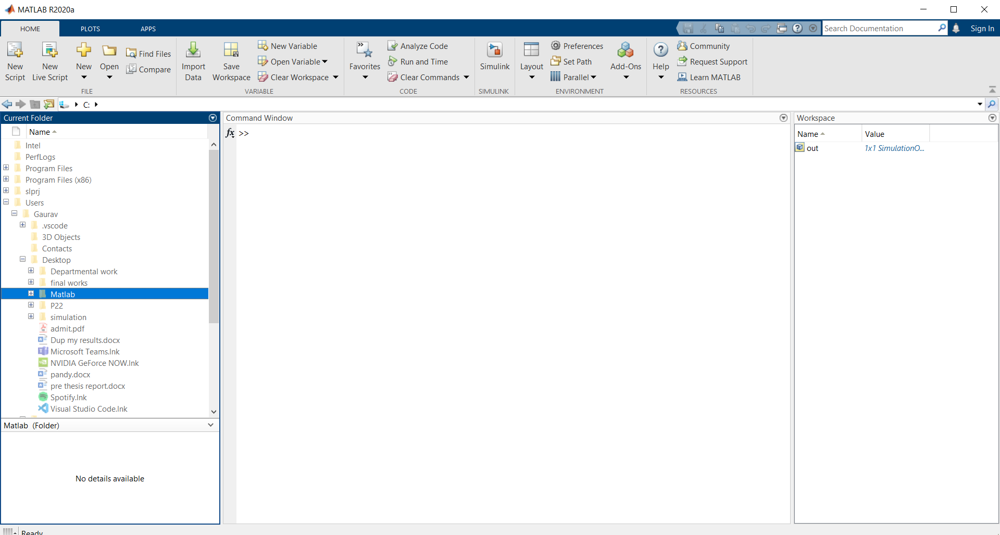 MATLAB R2020a
HOME PLOTS APPS
Search Documentation
Sign In
New Script
New Live Script
New
Open
Find Files
Compare
FILE
Import Data
Save Workspace
New Variable
Open Variable
Clear Workspace
VARIABLE
Favorites
Analyze Code
Run and Time
Clear Commands
CODE
Simulink
SIMULINK
Layout
Preferences
Set Path
Parallel
Add-Ons
ENVIRONMENT
Help
Community
Request Support
Learn MATLAB
RESOURCES
C:
Current Folder
Name
Intel
PerfLogs
Program Files
Program Files (x86)
slprj
Users
Gaurav
.vscode
3D Objects
Contacts
Desktop
Departmental work
final works
Matlab
P22
simulation
admit.pdf
Dup my results.docx
Microsoft Teams.lnk
NVIDIA GeForce NOW.lnk
pandy.docx
pre thesis report.docx
Spotify.lnk
Visual Studio Code.lnk
Matlab (Folder)
No details available
Command Window
fx >>
Workspace
Name Value
out 1x1 SimulationO...
Ready